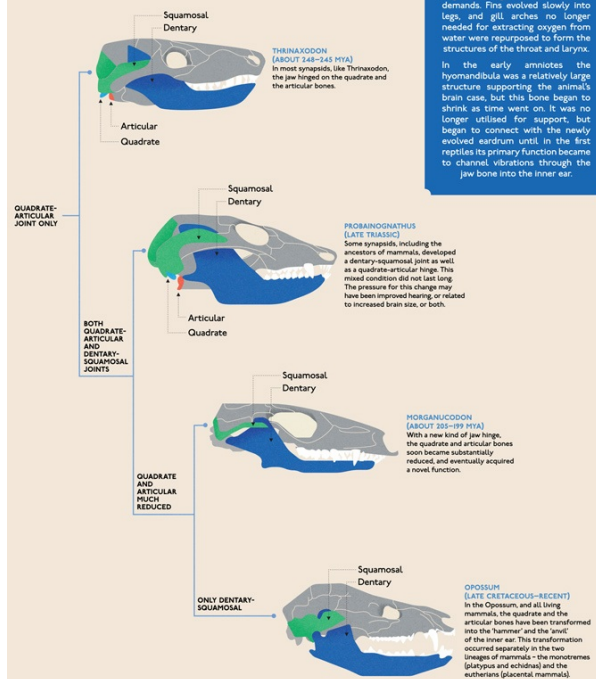 demands. Fins evolved slowly into
legs, and gill arches no longer
needed for extracting oxygen from
water were repurposed to form the
structures of the throat and larynx.
In the early amniotes the
hyomandibula was a relatively large
structure supporting the animal's
brain case, but this bone began to
shrink as time went on. It was no
longer utilised for support, but
began to connect with the newly
evolved eardrum until in the first
reptiles its primary function became
to channel vibrations through the
jaw bone into the inner ear.
Squamosal
Dentary
THRINAXODON
(ABOUT 248–245 MYA)
In most synapsids, like Thrinaxodon,
the jaw hinged on the quadrate and
the articular bones.
Articular
Quadrate
QUADRATE-
ARTICULAR
JOINT ONLY
Squamosal
Dentary
PROBAINOGNATHUS
(LATE TRIASSIC)
Some synapsids, including the
ancestors of mammals, developed
a dentary-squamosal joint as well
as a quadrate-articular hinge. This
mixed condition did not last long.
The pressure for this change may
have been improved hearing, or related
to increased brain size, or both.
Articular
Quadrate
BOTH
QUADRATE-
ARTICULAR
AND
DENTARY-
SQUAMOSAL
JOINTS
Squamosal
Dentary
MORGANUCODON
(ABOUT 205–199 MYA)
With a new kind of jaw hinge,
the quadrate and articular bones
soon became substantially
reduced, and eventually acquired
a novel function.
QUADRATE
AND
ARTICULAR
MUCH
REDUCED
Squamosal
Dentary
ONLY DENTARY-
SQUAMOSAL
OPOSSUM
(LATE CRETACEOUS–RECENT)
In the Opossum, and all living
mammals, the quadrate and the
articular bones have been transformed
into the 'hammer' and the 'anvil'
of the inner ear. This transformation
occurred separately in the two
lineages of mammals – the monotremes
(platypus and echidnas) and the
eutherians (placental mammals).